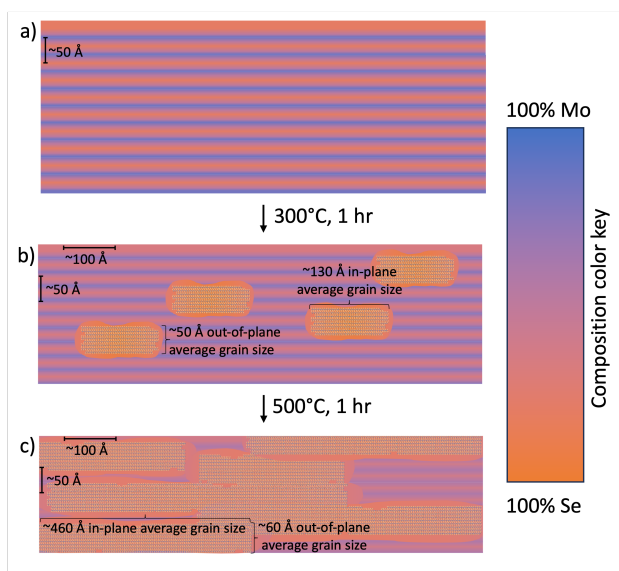 a)
~50 Å
300°C, 1 hr
b)
~100 Å
~50 Å
~130 Å in-plane
average grain size
~50 Å out-of-plane
average grain size
500°C, 1 hr
c)
~100 Å
~50 Å
~460 Å in-plane average grain size
~60 Å out-of-plane
average grain size
100% Mo
Composition color key
100% Se